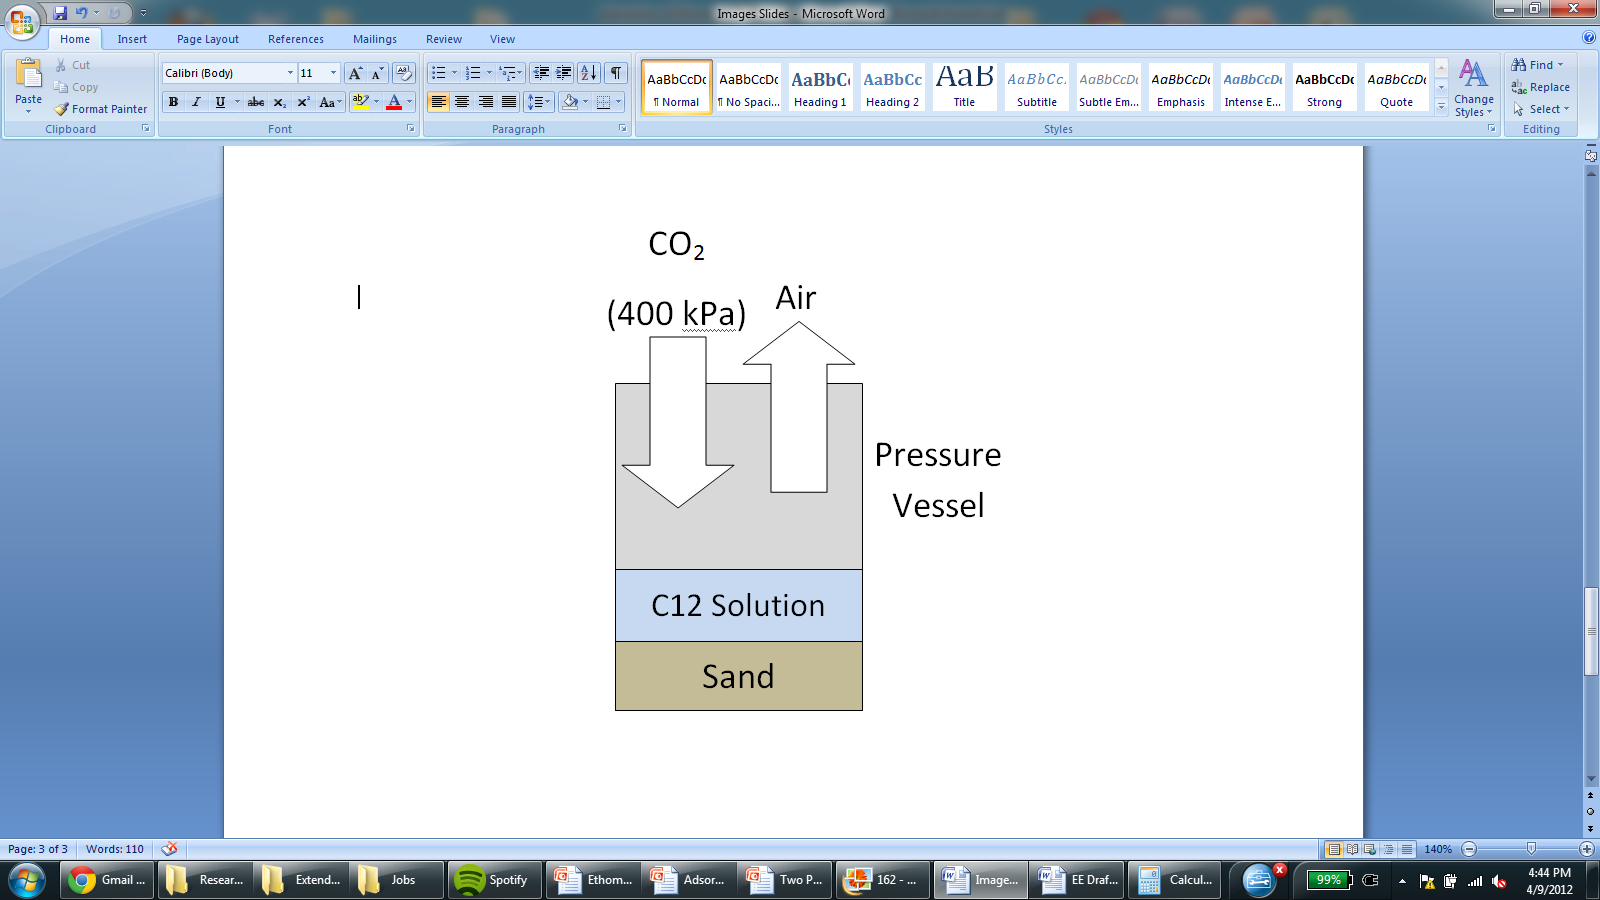 Images Slides - Microsoft Word
Home Insert Page Layout References Mailings Review View
Paste
Cut
Copy
Format Painter
Clipboard
Calibri (Body) 11
Font
Paragraph
AaBbCcDc AaBbCcDc AaBbC AaBbCc AaB AaBbCc. AaBbCcDc AaBbCcDc AaBbCcDc AaBbCcDc AaBbCcDc
¶ Normal ¶ No Spaci... Heading 1 Heading 2 Title Subtitle Subtle Em... Emphasis Intense E... Strong Quote
Change
Styles
Styles
Find
Replace
Select
Editing
CO₂
(400 kPa)
Air
Pressure
Vessel
C12 Solution
Sand
Page: 3 of 3 Words: 110
140%
Gmail ... Resear... Extend... Jobs Spotify Ethom... Adsor... Two P... 162 - ... Image... EE Draf... Calcul...
99%
4:44 PM
4/9/2012